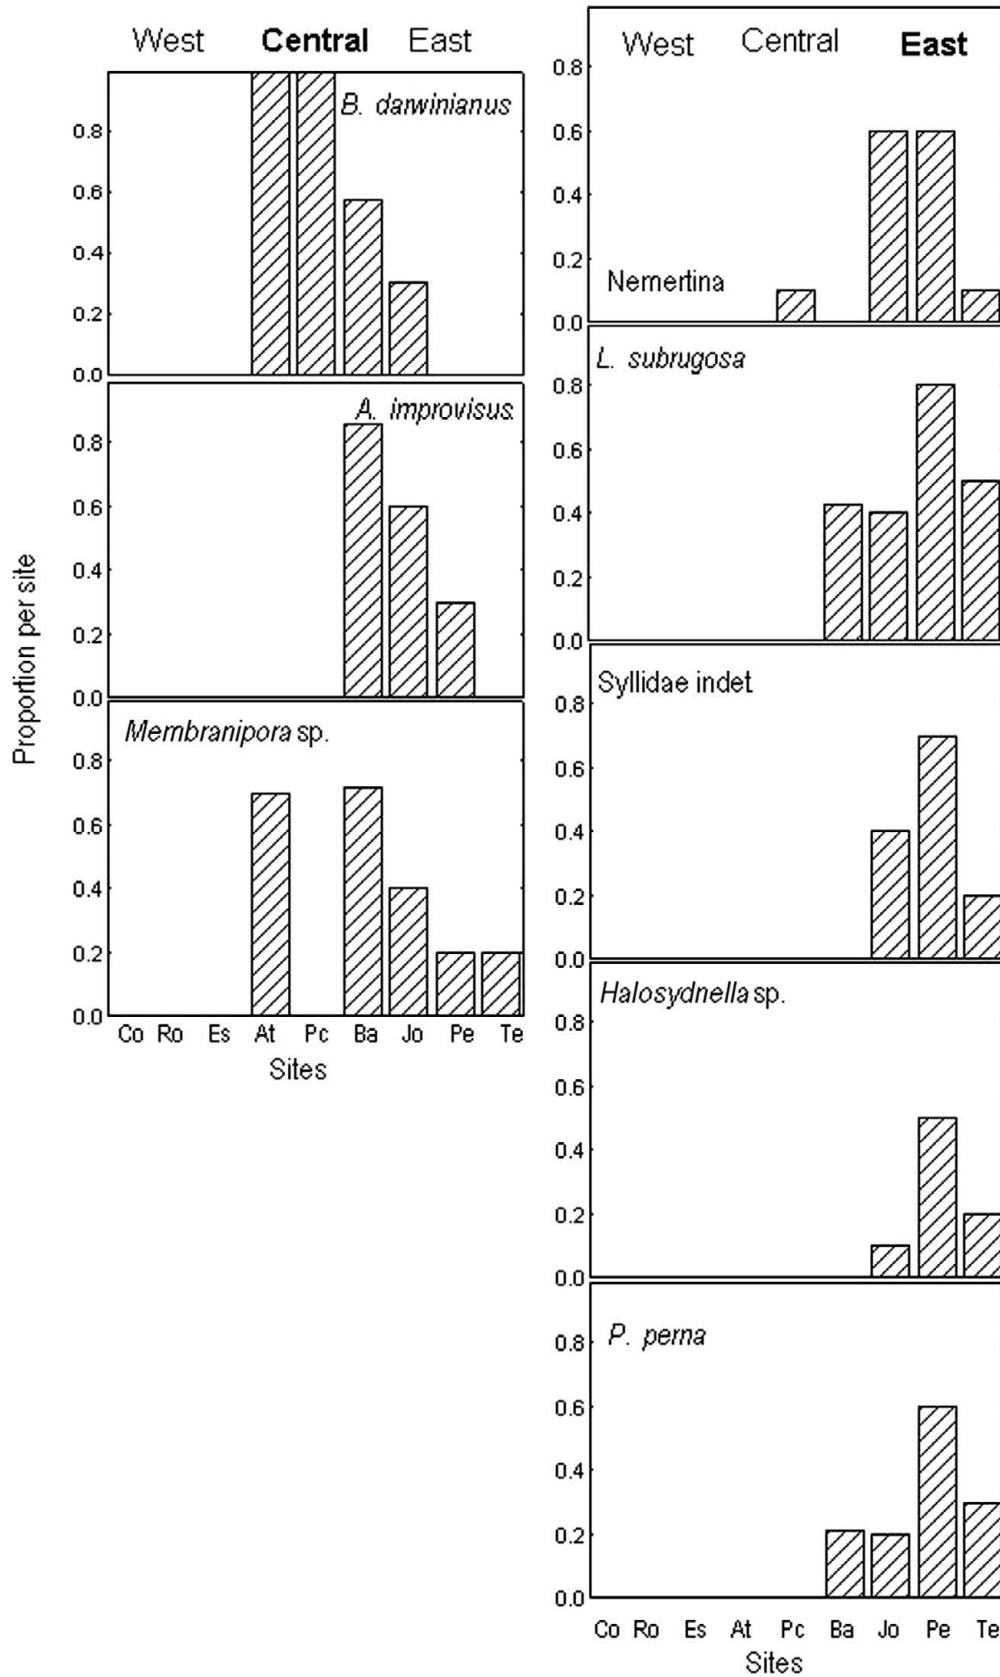 West Central East
B. darwinianus
0.8
0.6
0.4
0.2
0.0
A. improvisus
0.8
0.6
0.4
0.2
0.0
Membranipora sp.
0.8
0.6
0.4
0.2
0.0
Co Ro Es At Pc Ba Jo Pe Te
Sites
Proportion per site
West Central East
0.8
0.6
0.4
0.2
0.0
Nemertina
L. subrugosa
0.8
0.6
0.4
0.2
0.0
Syllidae indet
0.8
0.6
0.4
0.2
0.0
Halosydnella sp.
0.8
0.6
0.4
0.2
0.0
P. perna
0.8
0.6
0.4
0.2
0.0
Co Ro Es At Pc Ba Jo Pe Te
Sites